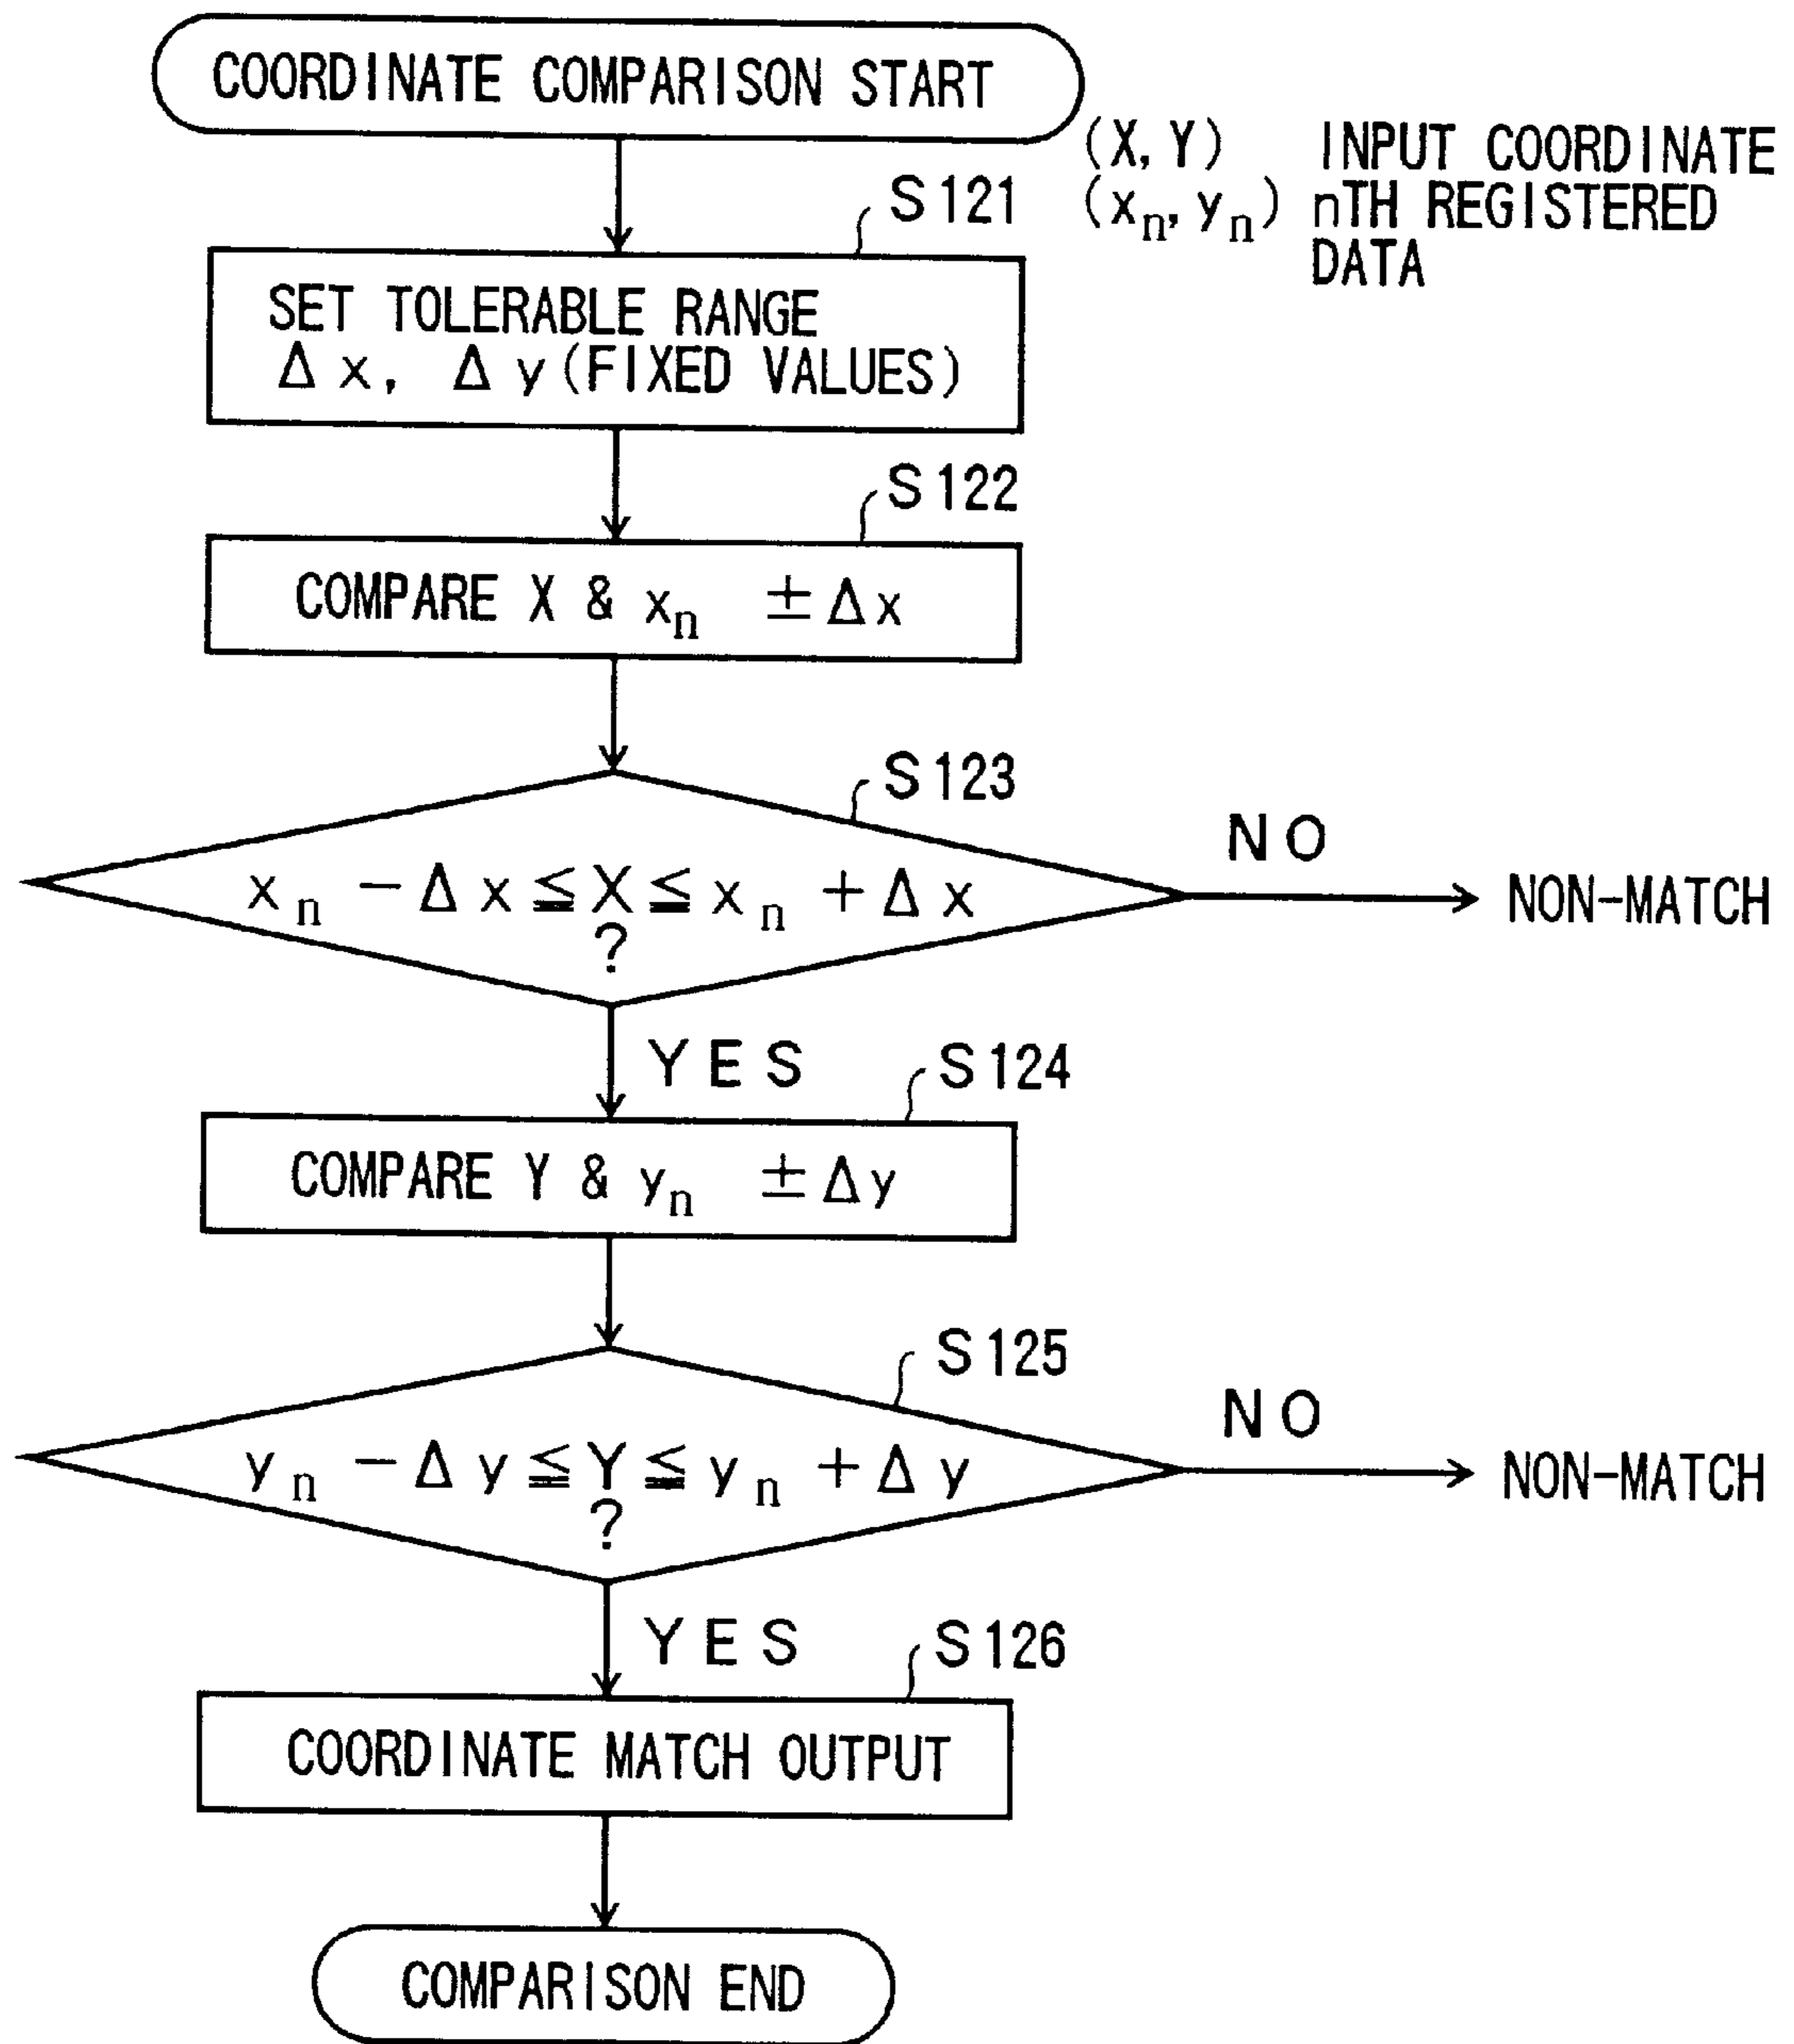 COORDINATE COMPARISON START
(X, Y) INPUT COORDINATE
(xn, yn) nTH REGISTERED
DATA
S121
SET TOLERABLE RANGE
Δx, Δy (FIXED VALUES)
S122
COMPARE X & xn ±Δx
S123
xn −Δx ≦ X ≦ xn +Δx
?
NO
NON-MATCH
YES
S124
COMPARE Y & yn ±Δy
S125
yn −Δy ≦ Y ≦ yn +Δy
?
NO
NON-MATCH
YES
S126
COORDINATE MATCH OUTPUT
COMPARISON END